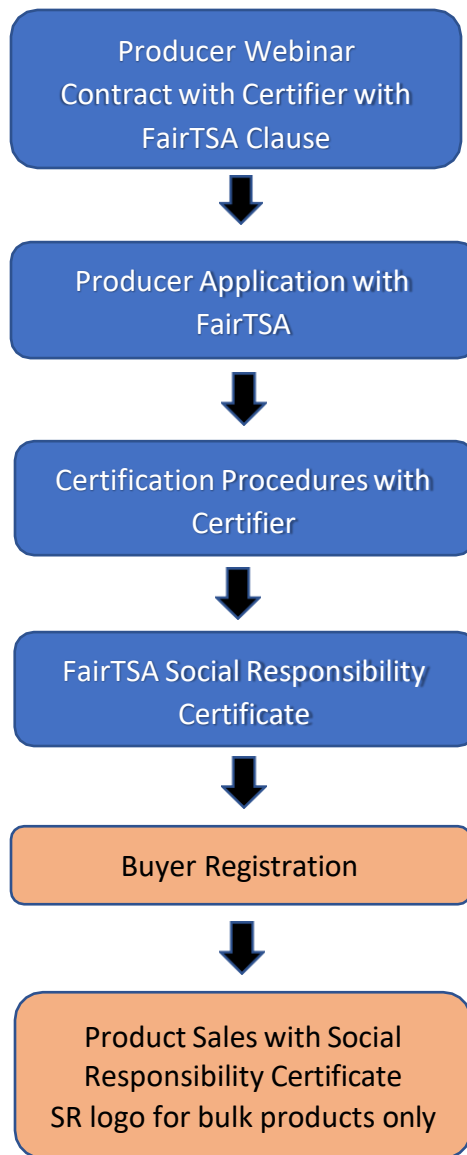 Producer Webinar
Contract with Certifier with
FairTSA Clause
Producer Application with
FairTSA
Certification Procedures with
Certifier
FairTSA Social Responsibility
Certificate
Buyer Registration
Product Sales with Social
Responsibility Certificate
SR logo for bulk products only